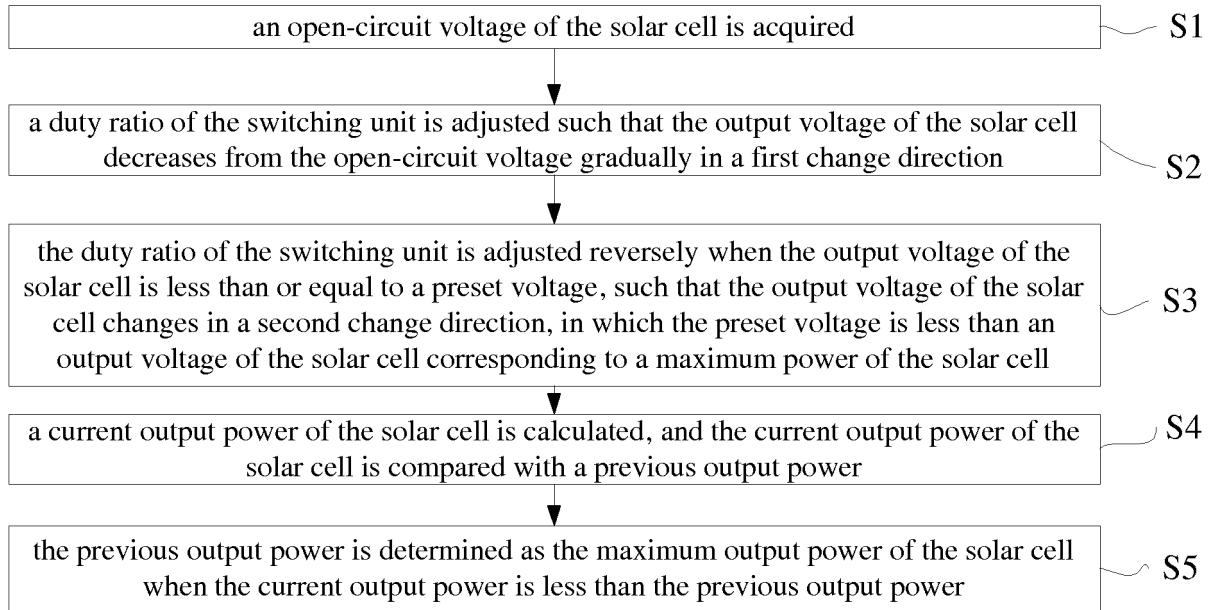 an open-circuit voltage of the solar cell is acquired
S1
a duty ratio of the switching unit is adjusted such that the output voltage of the solar cell
decreases from the open-circuit voltage gradually in a first change direction
S2
the duty ratio of the switching unit is adjusted reversely when the output voltage of the
solar cell is less than or equal to a preset voltage, such that the output voltage of the solar
cell changes in a second change direction, in which the preset voltage is less than an
output voltage of the solar cell corresponding to a maximum power of the solar cell
S3
a current output power of the solar cell is calculated, and the current output power of the
solar cell is compared with a previous output power
S4
the previous output power is determined as the maximum output power of the solar cell
when the current output power is less than the previous output power
S5